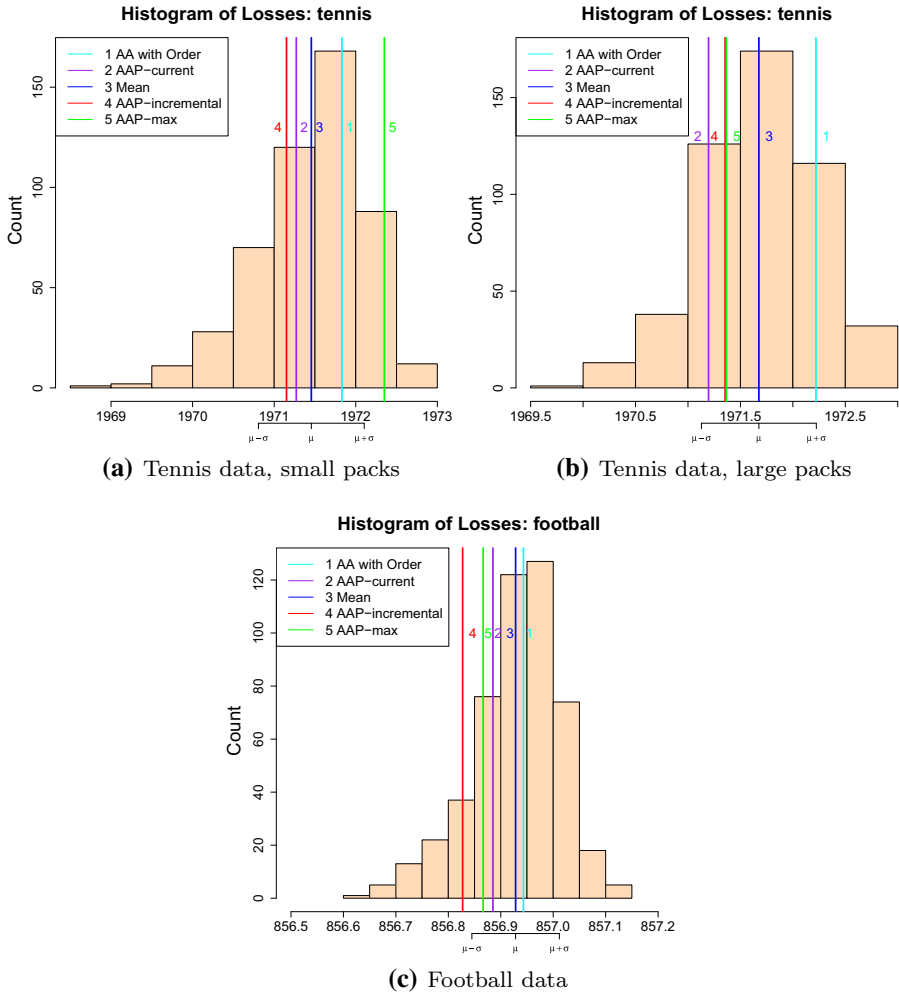 Histogram of Losses: tennis
1 AA with Order
2 AAP−current
3 Mean
4 AAP−incremental
5 AAP−max
4 2 3 1 5
Count
0 50 100 150
1969 1970 1971 1972 1973
μ−σ μ μ+σ
(a) Tennis data, small packs
Histogram of Losses: tennis
1 AA with Order
2 AAP−current
3 Mean
4 AAP−incremental
5 AAP−max
2 4 5 3 1
Count
0 50 100 150
1969.5 1970.5 1971.5 1972.5
μ−σ μ μ+σ
(b) Tennis data, large packs
Histogram of Losses: football
1 AA with Order
2 AAP−current
3 Mean
4 AAP−incremental
5 AAP−max
4 5 2 3 1
Count
0 20 40 60 80 100 120
856.5 856.6 856.7 856.8 856.9 857.0 857.1 857.2
μ−σ μ μ+σ
(c) Football data